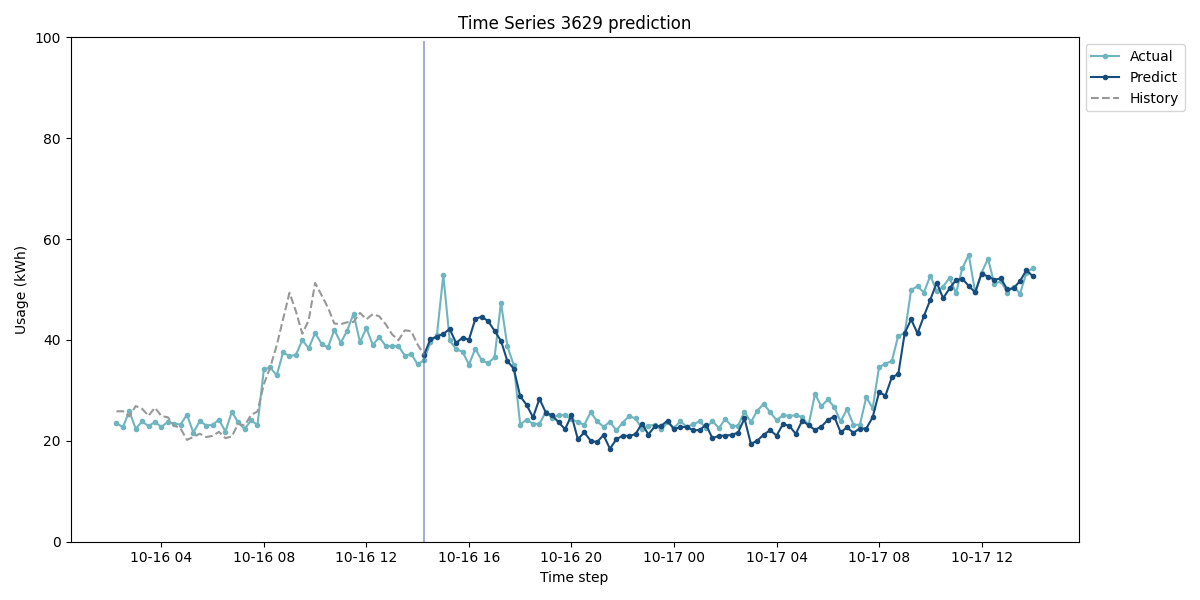 Time Series 3629 prediction
Usage (kWh)
100
80
60
40
20
0
10-16 04
10-16 08
10-16 12
10-16 16
10-16 20
10-17 00
10-17 04
10-17 08
10-17 12
Time step
Actual
Predict
History